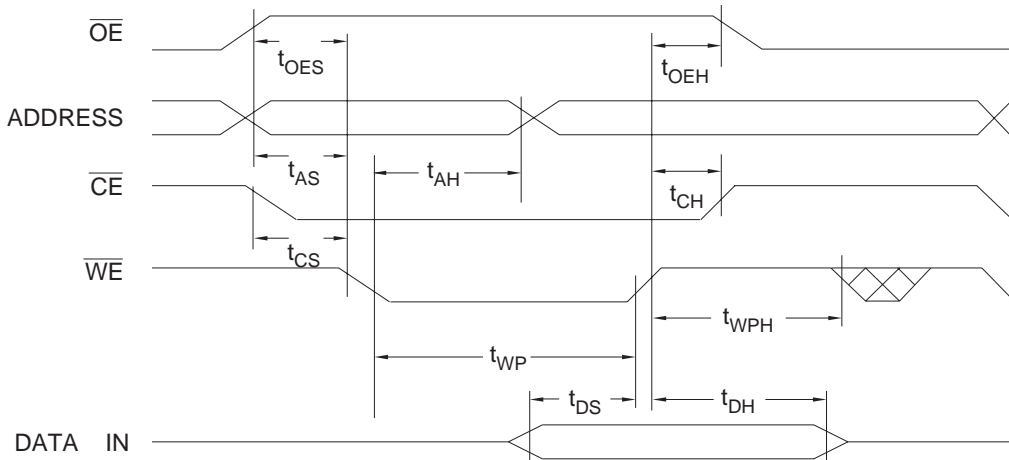 OE
tOES
tOEH
ADDRESS
tAS
tAH
CE
tCH
tCS
WE
tWPH
tWP
tDS
tDH
DATA IN